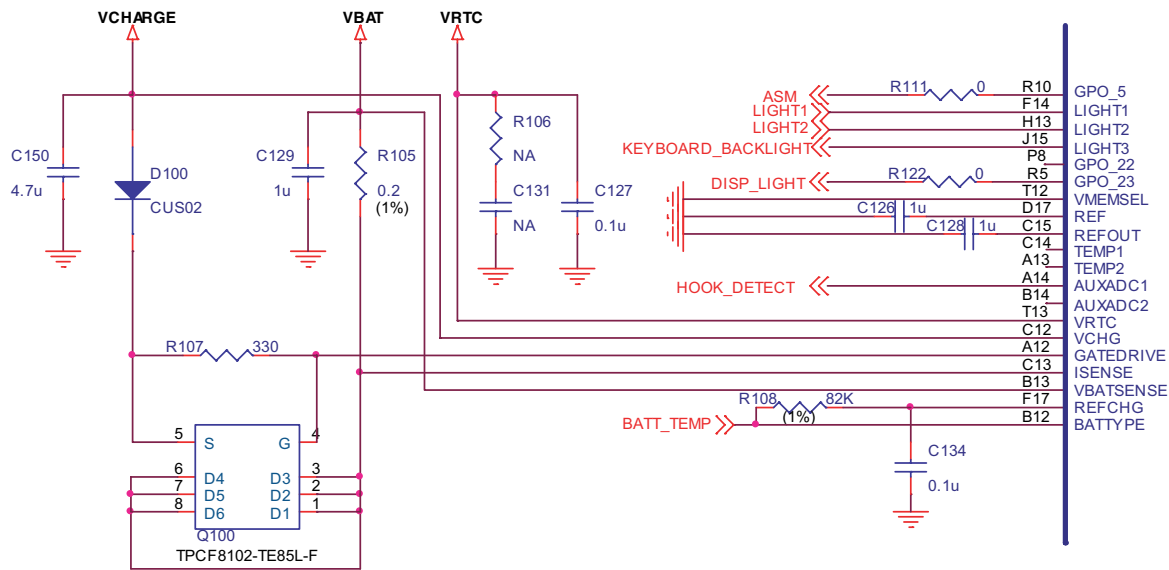 VCHARGE VBAT VRTC
R111 0 R10 GPO_5
ASM F14 LIGHT1
LIGHT1 H13 LIGHT2
LIGHT2 J15 LIGHT3
KEYBOARD_BACKLIGHT P8 GPO_22
R122 0 R5 GPO_23
DISP_LIGHT T12 VMEMSEL
C126 1u D17 REF
C128 1u C15 REFOUT
C14 TEMP1
A13 TEMP2
HOOK_DETECT A14 AUXADC1
B14 AUXADC2
T13 VRTC
C12 VCHG
A12 GATEDRIVE
C13 ISENSE
B13 VBATSENSE
R108 82K F17 REFCHG
(1%)
BATT_TEMP B12 BATTYPE
C134
0.1u
C150
4.7u
D100
CUS02
C129
1u
R105
0.2
(1%)
R106
NA
C131
NA
C127
0.1u
R107 330
5 S G 4
6 D4 D3 3
7 D5 D2 2
8 D6 D1 1
Q100
TPCF8102-TE85L-F